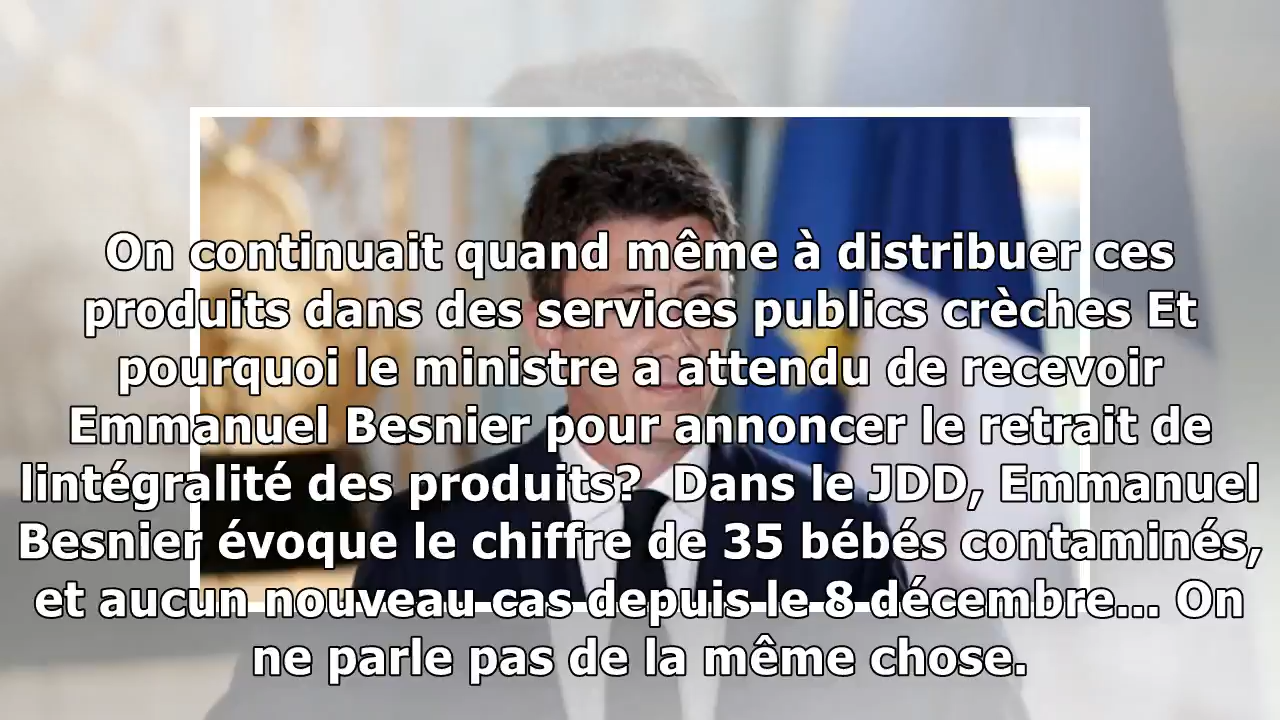 On continuait quand même à distribuer ces
produits dans des services publics crèches Et
pourquoi le ministre a attendu de recevoir
Emmanuel Besnier pour annoncer le retrait de
lintégralité des produits?  Dans le JDD, Emmanuel
Besnier évoque le chiffre de 35 bébés contaminés,
et aucun nouveau cas depuis le 8 décembre... On
ne parle pas de la même chose.